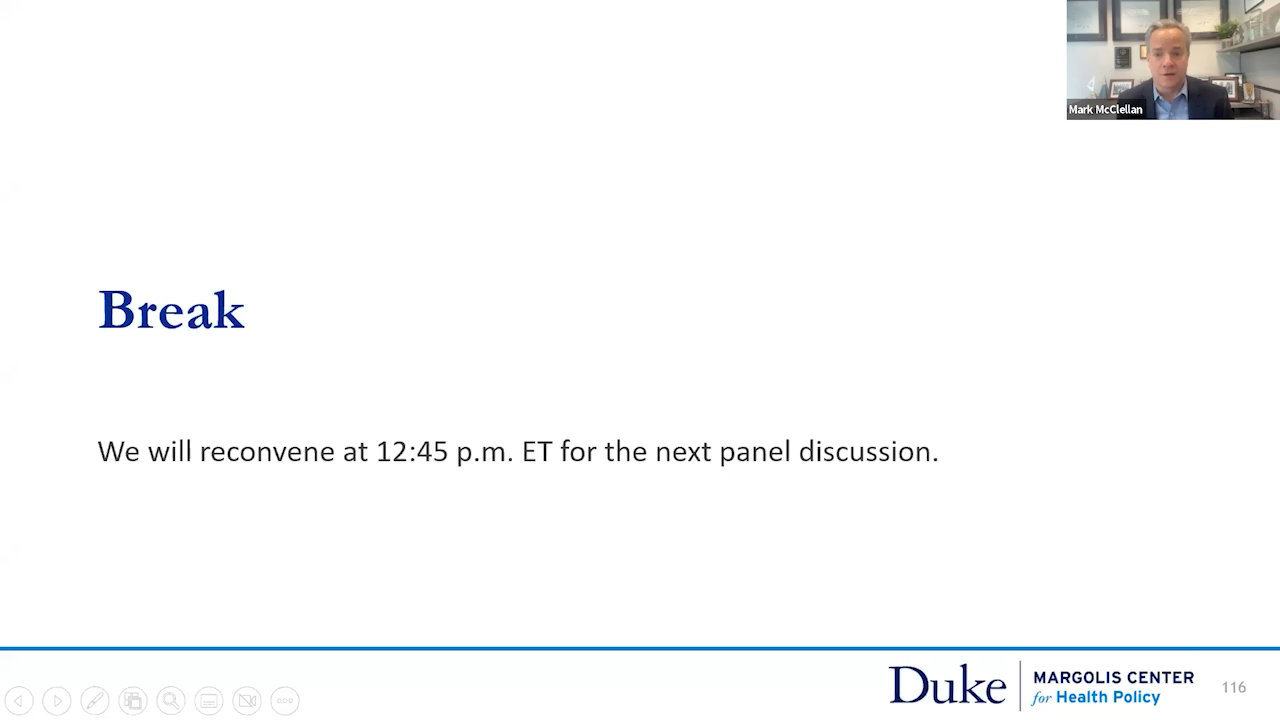 Mark McClellan
Break
We will reconvene at 12:45 p.m. ET for the next panel discussion.
Duke
MARGOLIS CENTER
for Health Policy
116